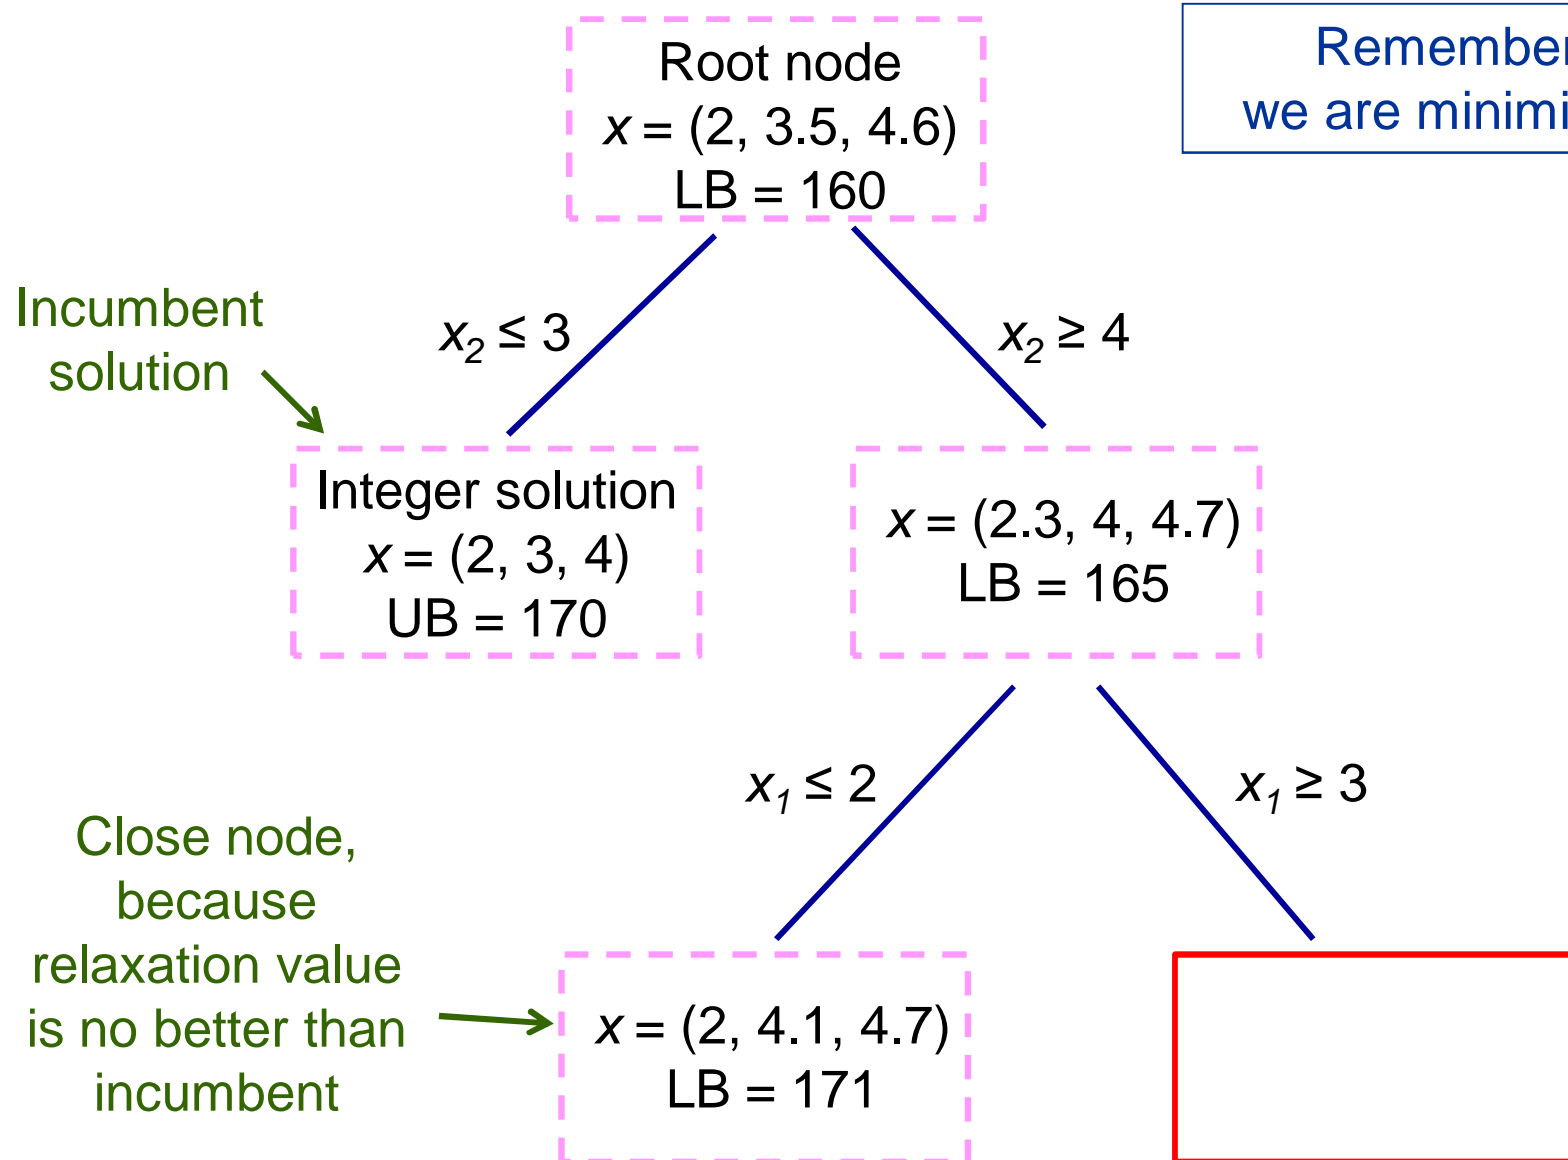 Root node
x = (2, 3.5, 4.6)
LB = 160
Remember
we are minimi
Incumbent
solution
x2 ≤ 3
x2 ≥ 4
Integer solution
x = (2, 3, 4)
UB = 170
x = (2.3, 4, 4.7)
LB = 165
x1 ≤ 2
x1 ≥ 3
Close node,
because
relaxation value
is no better than
incumbent
x = (2, 4.1, 4.7)
LB = 171